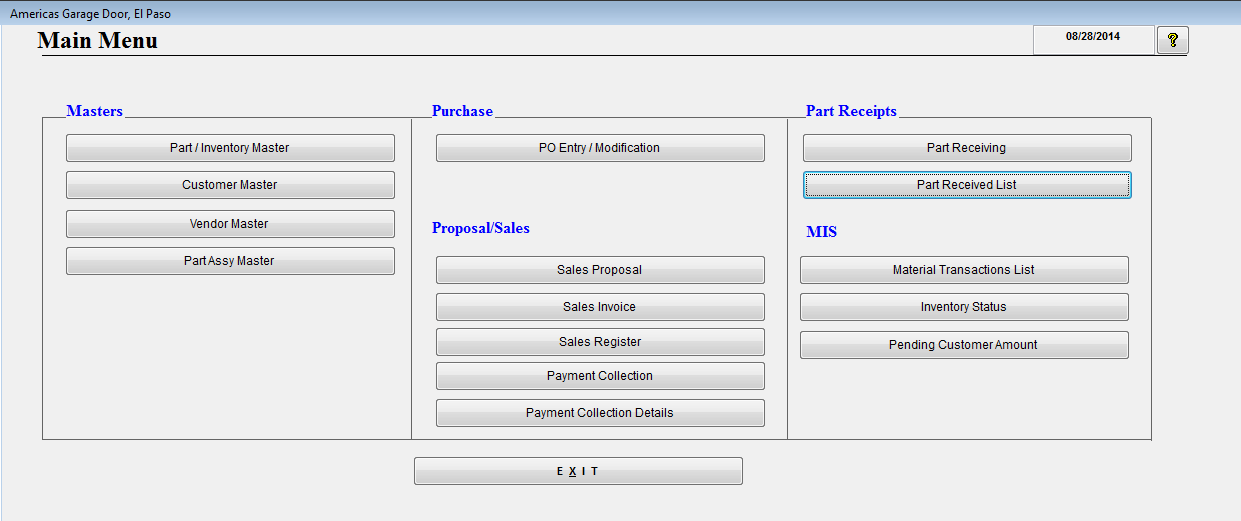 Americas Garage Door, El Paso
Main Menu
08/28/2014
?
Masters
Part / Inventory Master
Customer Master
Vendor Master
Part Assy Master
Purchase
PO Entry / Modification
Proposal/Sales
Sales Proposal
Sales Invoice
Sales Register
Payment Collection
Payment Collection Details
Part Receipts
Part Receiving
Part Received List
MIS
Material Transactions List
Inventory Status
Pending Customer Amount
E X I T